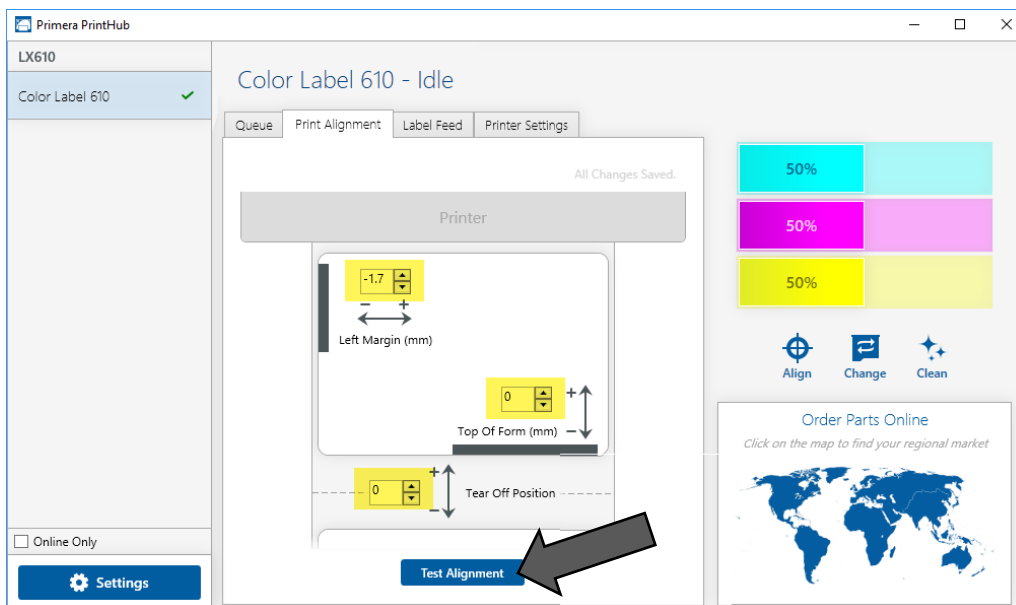 Primera PrintHub
LX610
Color Label 610
Color Label 610 - Idle
Queue
Print Alignment
Label Feed
Printer Settings
All Changes Saved.
Printer
-1.7
− +
Left Margin (mm)
0
+
Top Of Form (mm) −
+
0
Tear Off Position
−
Test Alignment
50%
50%
50%
Align
Change
Clean
Order Parts Online
Click on the map to find your regional market
Online Only
Settings